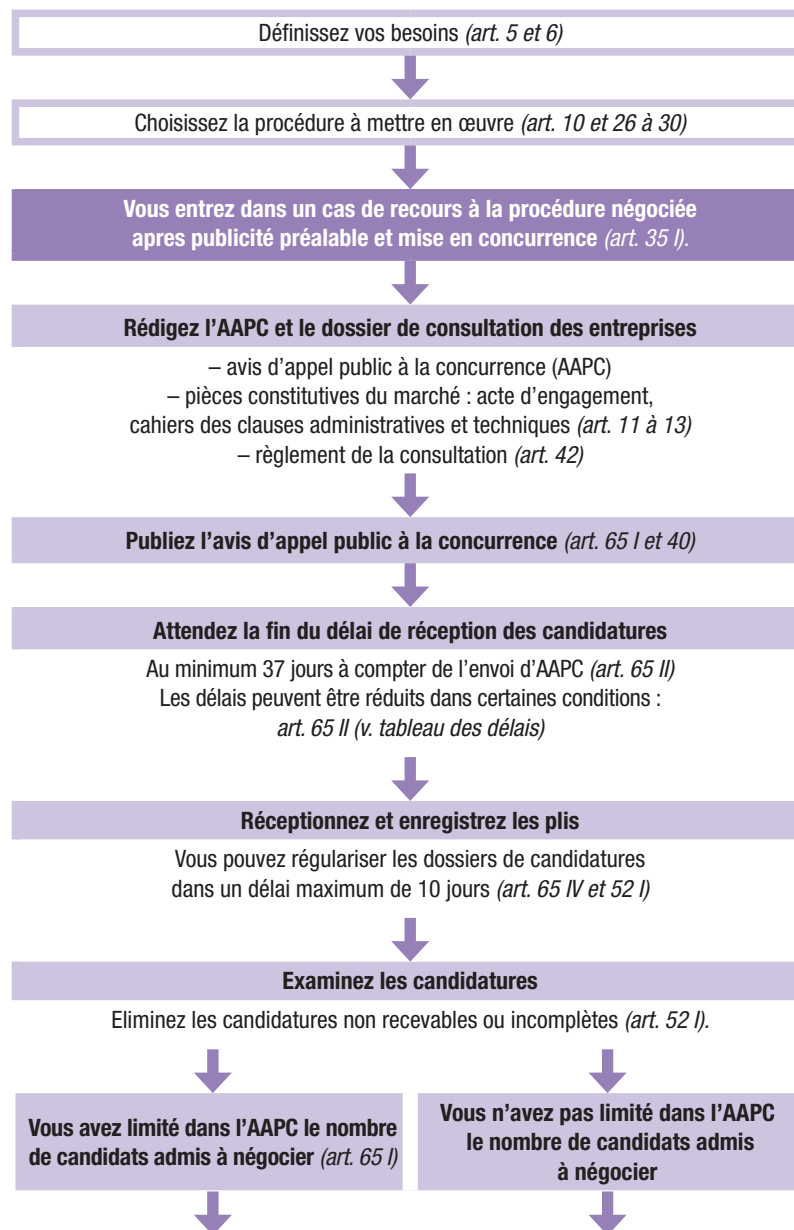 Définissez vos besoins (art. 5 et 6)
Choisissez la procédure à mettre en œuvre (art. 10 et 26 à 30)
Vous entrez dans un cas de recours à la procédure négociée
apres publicité préalable et mise en concurrence (art. 35 I).
Rédigez l’AAPC et le dossier de consultation des entreprises
– avis d’appel public à la concurrence (AAPC)
– pièces constitutives du marché : acte d’engagement,
cahiers des clauses administratives et techniques (art. 11 à 13)
– règlement de la consultation (art. 42)
Publiez l’avis d’appel public à la concurrence (art. 65 I et 40)
Attendez la fin du délai de réception des candidatures
Au minimum 37 jours à compter de l’envoi d’AAPC (art. 65 II)
Les délais peuvent être réduits dans certaines conditions :
art. 65 II (v. tableau des délais)
Réceptionnez et enregistrez les plis
Vous pouvez régulariser les dossiers de candidatures
dans un délai maximum de 10 jours (art. 65 IV et 52 I)
Examinez les candidatures
Eliminez les candidatures non recevables ou incomplètes (art. 52 I).
Vous avez limité dans l’AAPC le nombre
de candidats admis à négocier (art. 65 I)
Vous n’avez pas limité dans l’AAPC
le nombre de candidats admis
à négocier